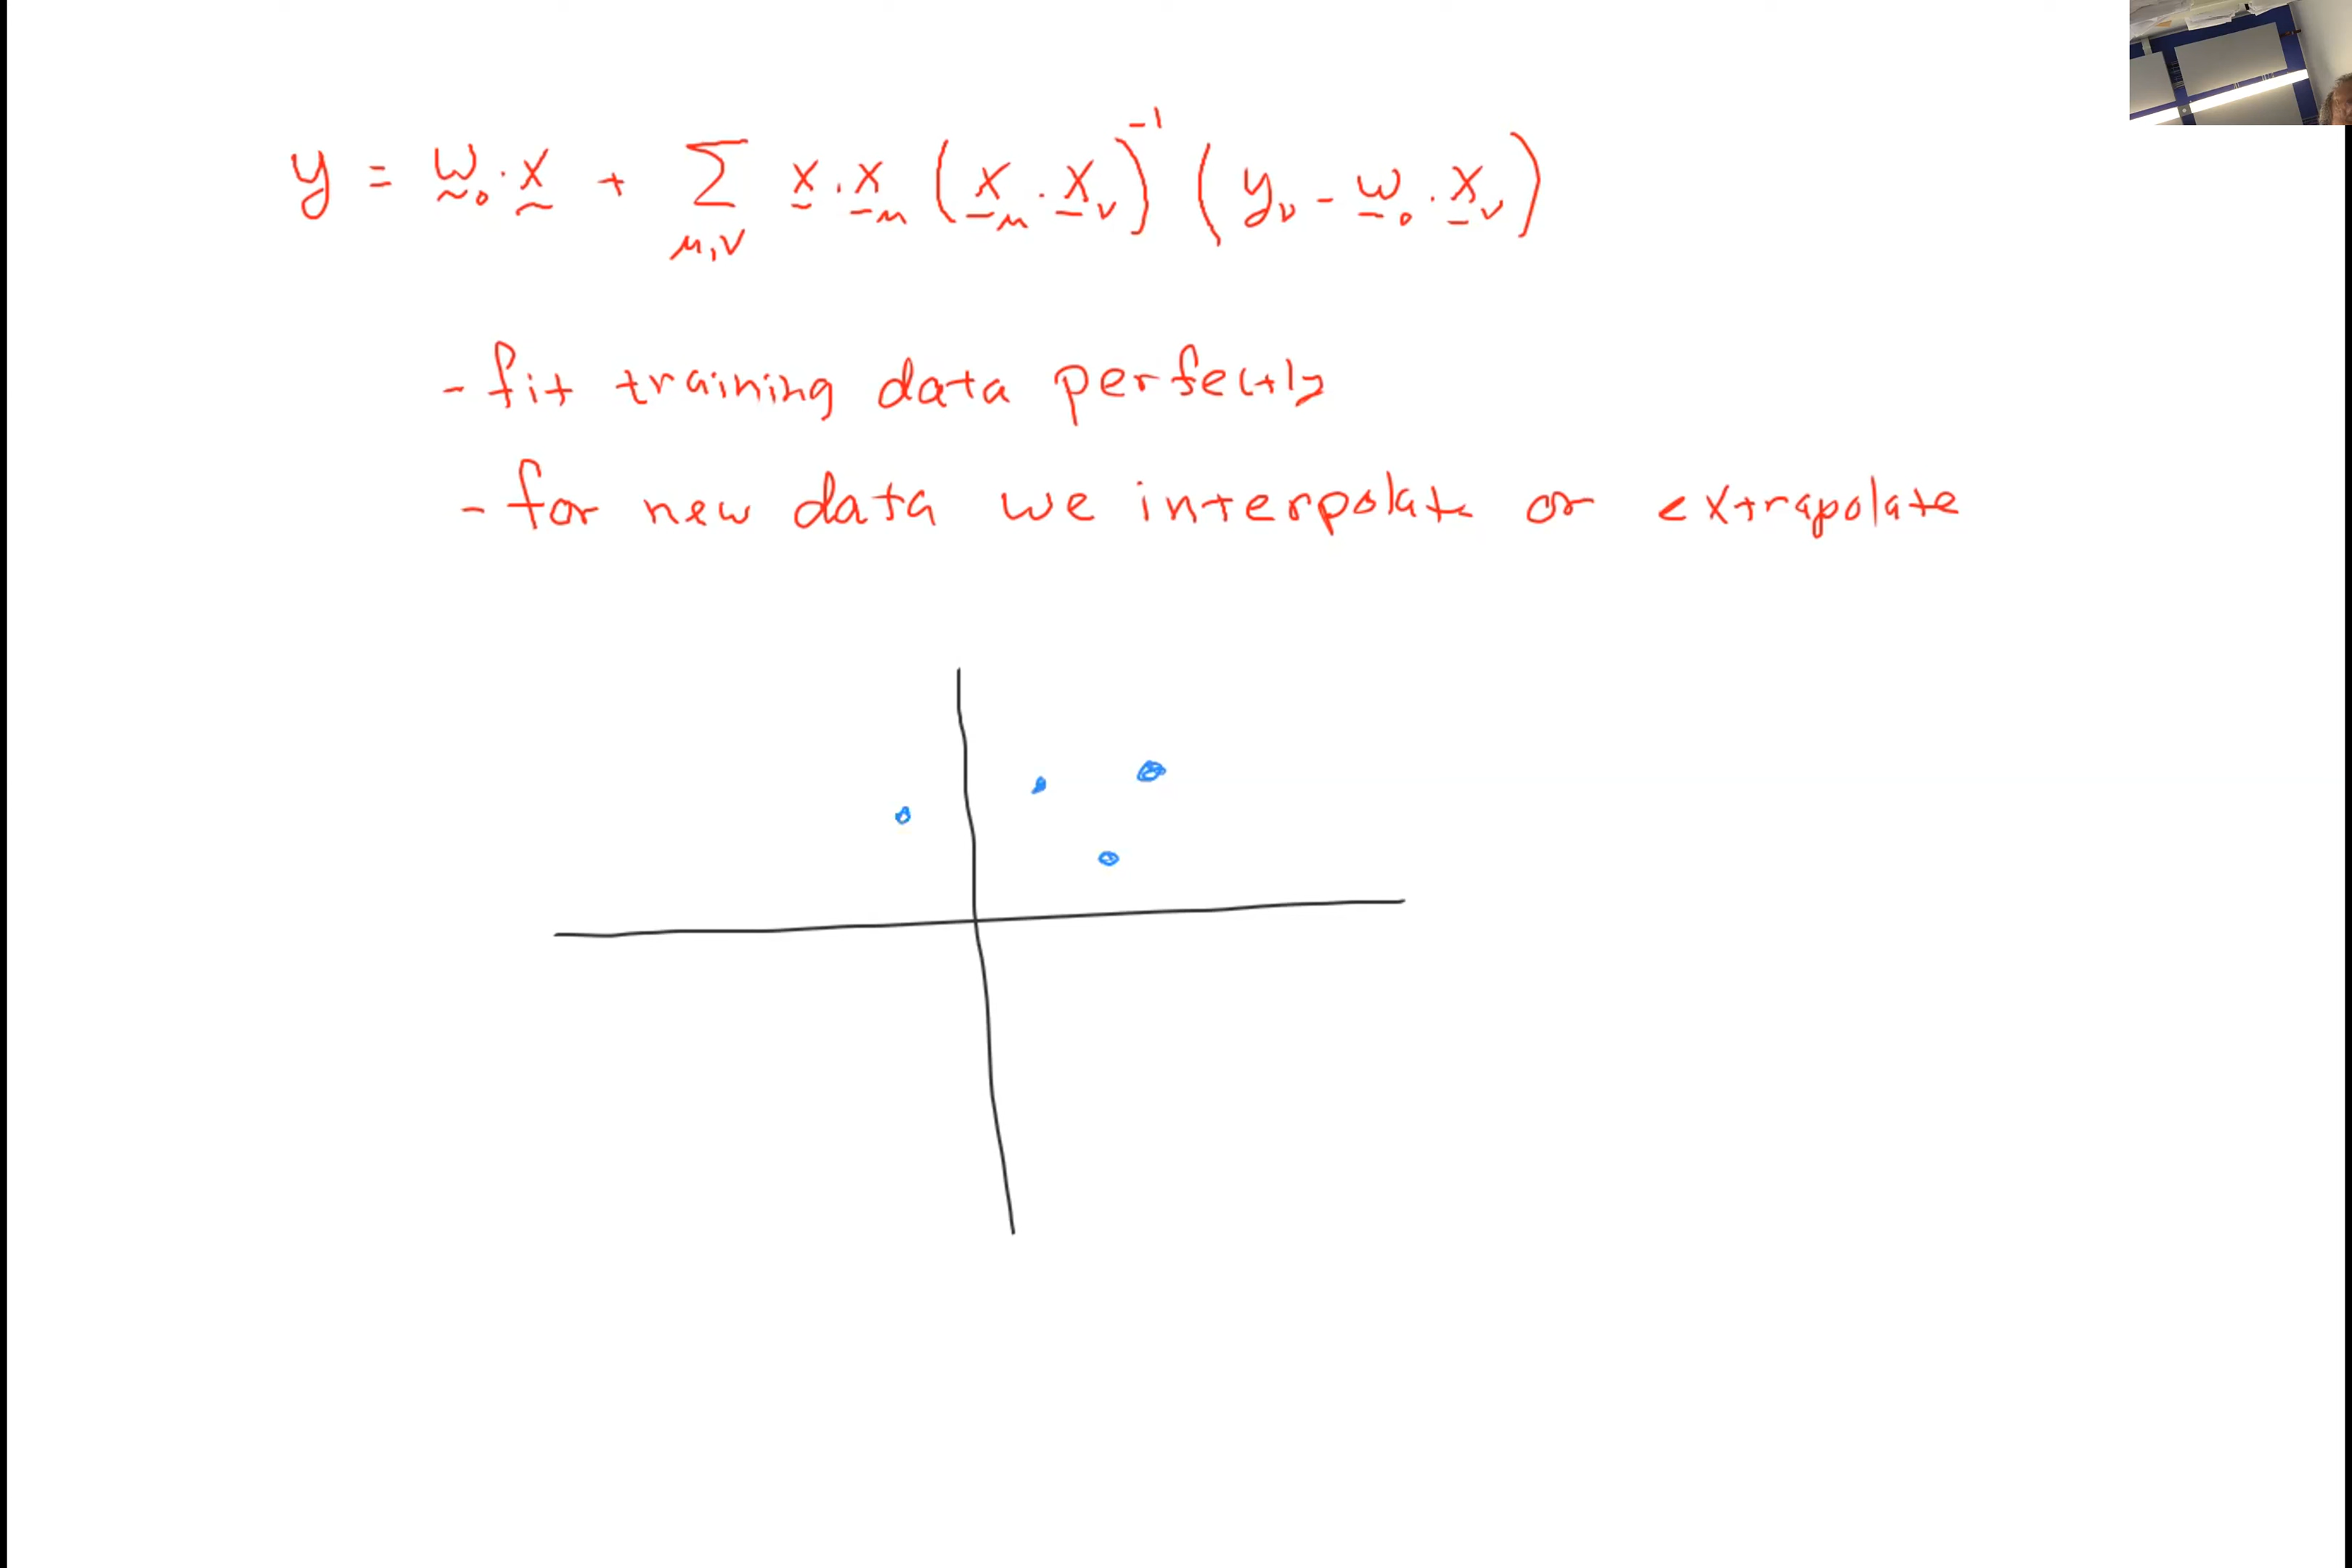 y = w₀ · x + Σ x · x_μ (x_μ · x_ν)⁻¹ (y_ν - w₀ · x_ν)
μ,ν
- fit training data perfectly
- for new data we interpolate or extrapolate